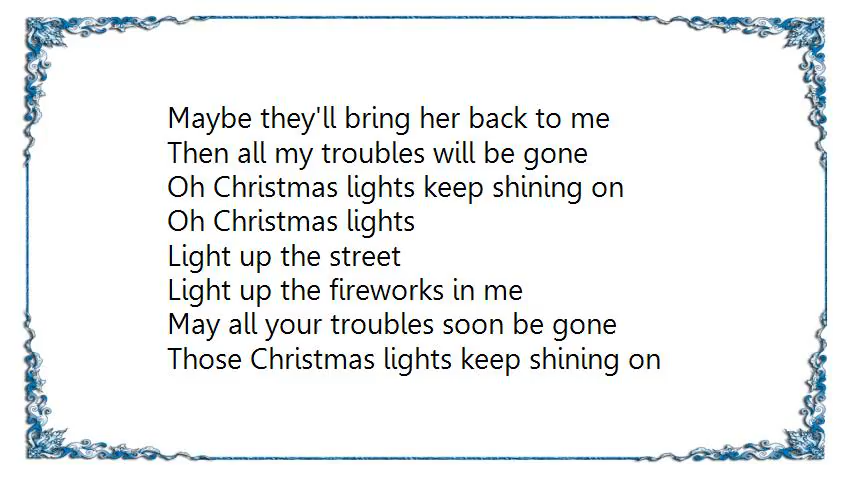 Maybe they'll bring her back to me
Then all my troubles will be gone
Oh Christmas lights keep shining on
Oh Christmas lights
Light up the street
Light up the fireworks in me
May all your troubles soon be gone
Those Christmas lights keep shining on